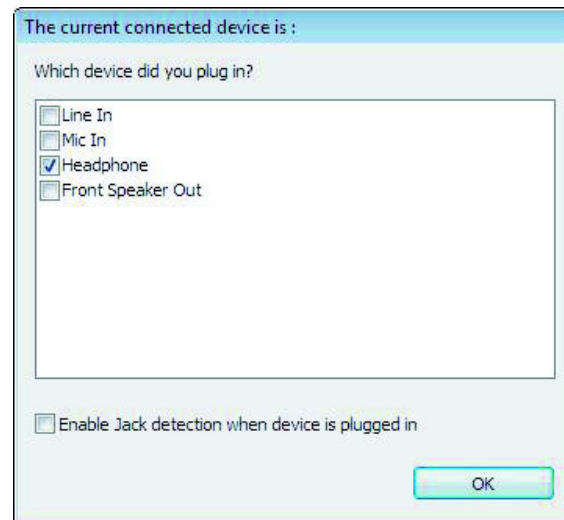 The current connected device is :
Which device did you plug in?
Line In
Mic In
Headphone
Front Speaker Out
Enable Jack detection when device is plugged in
OK